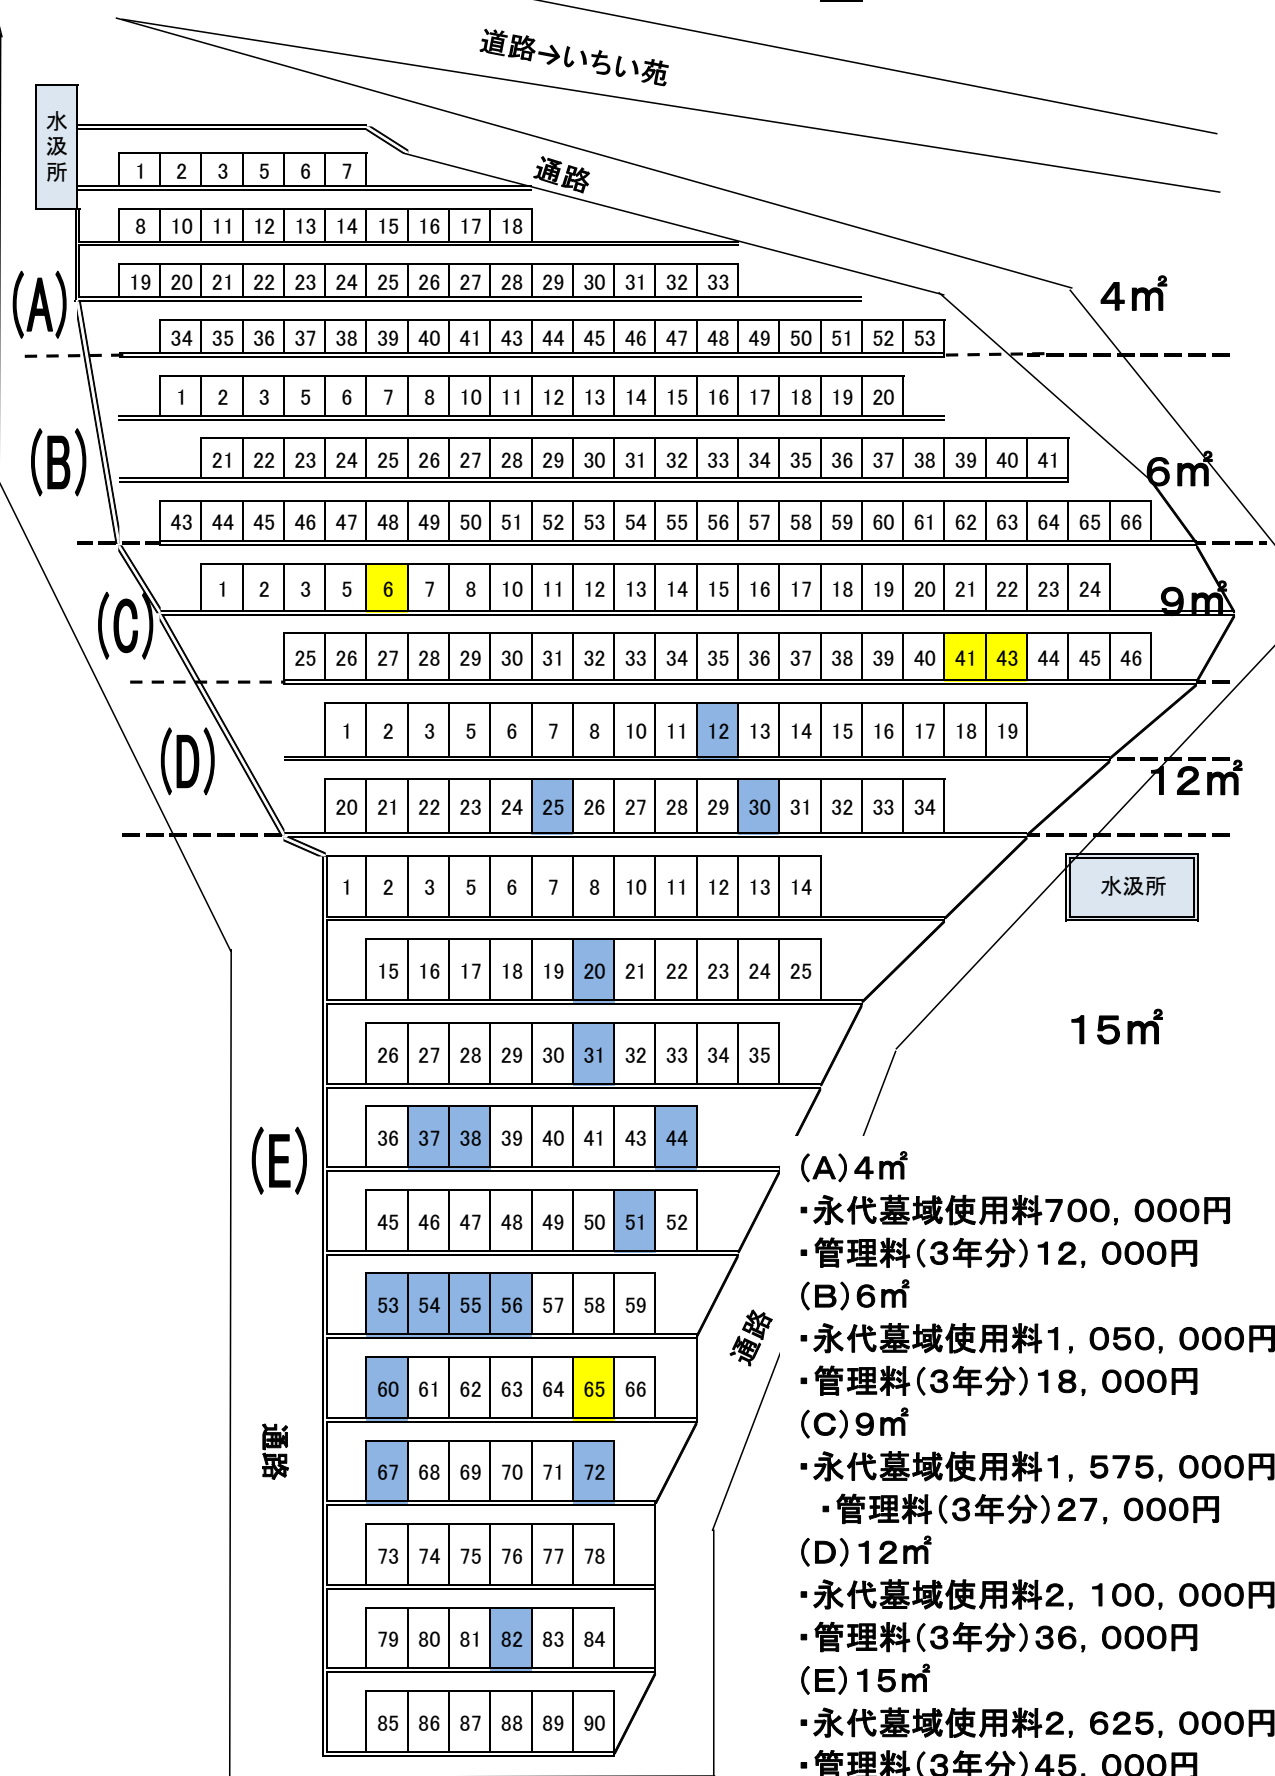 道路→いちい苑
水汲所
通路
1 2 3 5 6 7
8 10 11 12 13 14 15 16 17 18
19 20 21 22 23 24 25 26 27 28 29 30 31 32 33
(A)
4㎡
34 35 36 37 38 39 40 41 43 44 45 46 47 48 49 50 51 52 53
1 2 3 5 6 7 8 10 11 12 13 14 15 16 17 18 19 20
(B)
21 22 23 24 25 26 27 28 29 30 31 32 33 34 35 36 37 38 39 40 41
6㎡
43 44 45 46 47 48 49 50 51 52 53 54 55 56 57 58 59 60 61 62 63 64 65 66
1 2 3 5 6 7 8 10 11 12 13 14 15 16 17 18 19 20 21 22 23 24
9㎡
(C)
25 26 27 28 29 30 31 32 33 34 35 36 37 38 39 40 41 43 44 45 46
1 2 3 5 6 7 8 10 11 12 13 14 15 16 17 18 19
(D)
12㎡
20 21 22 23 24 25 26 27 28 29 30 31 32 33 34
1 2 3 5 6 7 8 10 11 12 13 14
水汲所
15 16 17 18 19 20 21 22 23 24 25
15㎡
26 27 28 29 30 31 32 33 34 35
36 37 38 39 40 41 43 44
(E)
45 46 47 48 49 50 51 52
53 54 55 56 57 58 59
通路
60 61 62 63 64 65 66
通路
67 68 69 70 71 72
73 74 75 76 77 78
79 80 81 82 83 84
85 86 87 88 89 90
(A)4㎡
・永代墓域使用料700,000円
・管理料(3年分)12,000円
(B)6㎡
・永代墓域使用料1,050,000円
・管理料(3年分)18,000円
(C)9㎡
・永代墓域使用料1,575,000円
・管理料(3年分)27,000円
(D)12㎡
・永代墓域使用料2,100,000円
・管理料(3年分)36,000円
(E)15㎡
・永代墓域使用料2,625,000円
・管理料(3年分)45,000円